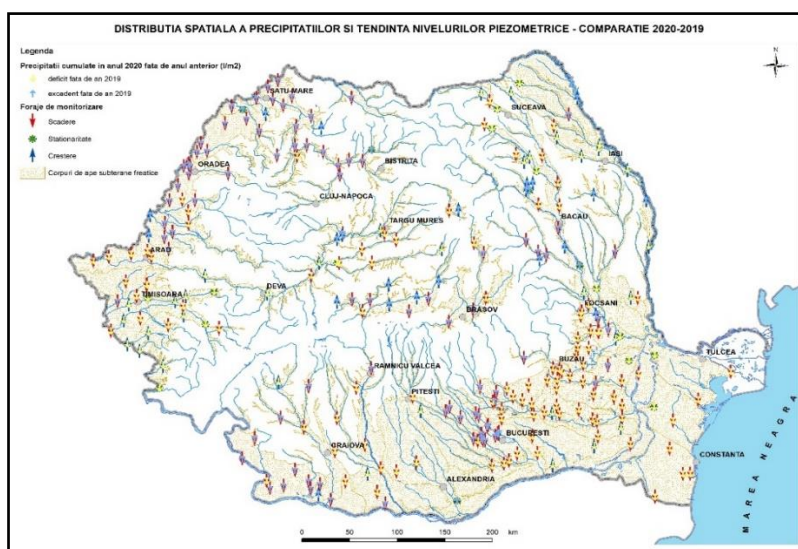 DISTRIBUTIA SPATIALA A PRECIPITATIILOR SI TENDINTA NIVELURILOR PIEZOMETRICE - COMPARATIE 2020-2019
Legenda
Precipitatii cumulate in anul 2020 fata de anul anterior (l/m2)
deficit fata de an 2019
excedent fata de an 2019
Foraje de monitorizare
Scadere
Stationaritate
Crestere
Corpuri de ape subterane freatice
N
SATU-MARE
SUCEAVA
IASI
ORADEA
BISTRITA
CLUJ-NAPOCA
TARGU MURES
BACAU
ARAD
TIMISOARA
DEVA
FOCSANI
BRASOV
TULCEA
BUZAU
RAMNICU VALCEA
PITESTI
BUCURESTI
CRAIOVA
CONSTANTA
ALEXANDRIA
MAREA NEAGRA
0 50 100 150 200 km